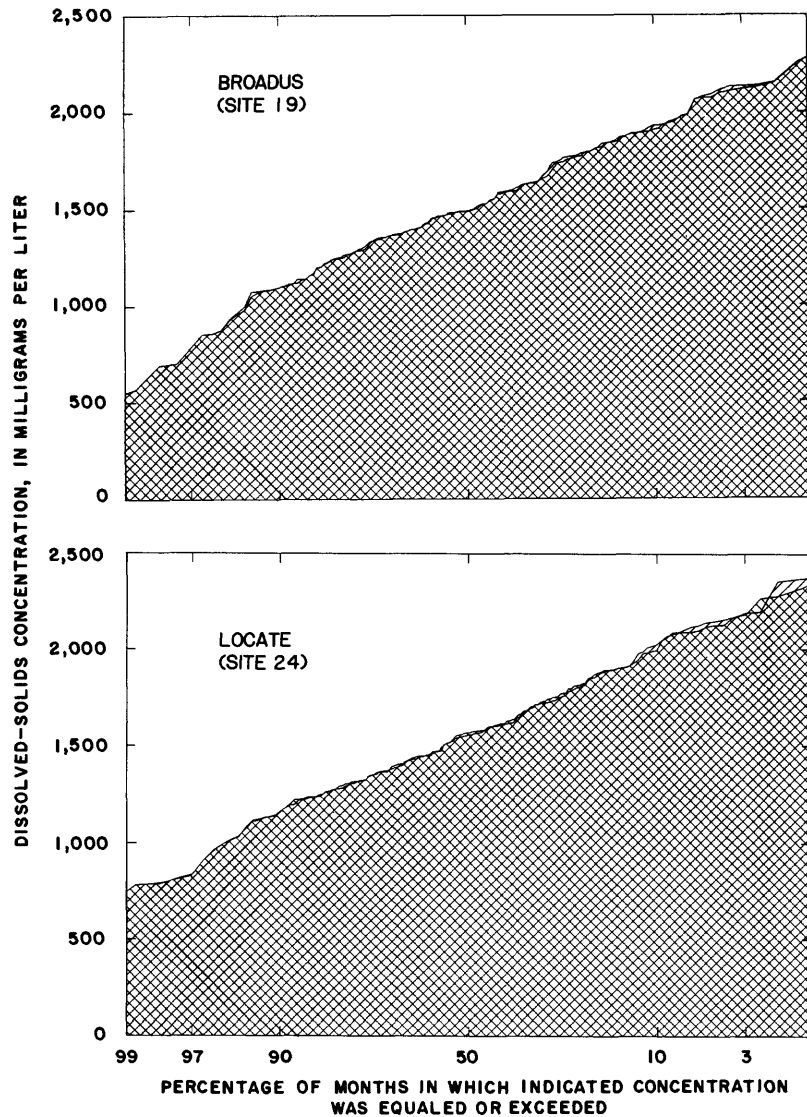 DISSOLVED-SOLIDS CONCENTRATION, IN MILLIGRAMS PER LITER
2,500
2,000
1,500
1,000
500
0
BROADUS
(SITE 19)
2,500
2,000
1,500
1,000
500
0
LOCATE
(SITE 24)
99 97 90 50 10 3
PERCENTAGE OF MONTHS IN WHICH INDICATED CONCENTRATION
WAS EQUALED OR EXCEEDED